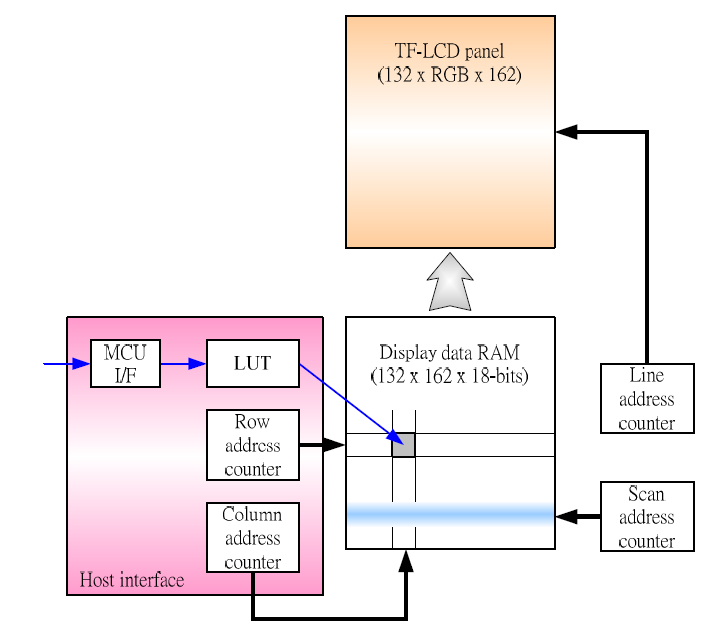 TF-LCD panel
(132 x RGB x 162)
MCU
I/F
LUT
Display data RAM
(132 x 162 x 18-bits)
Line
address
counter
Row
address
counter
Scan
address
counter
Column
address
counter
Host interface